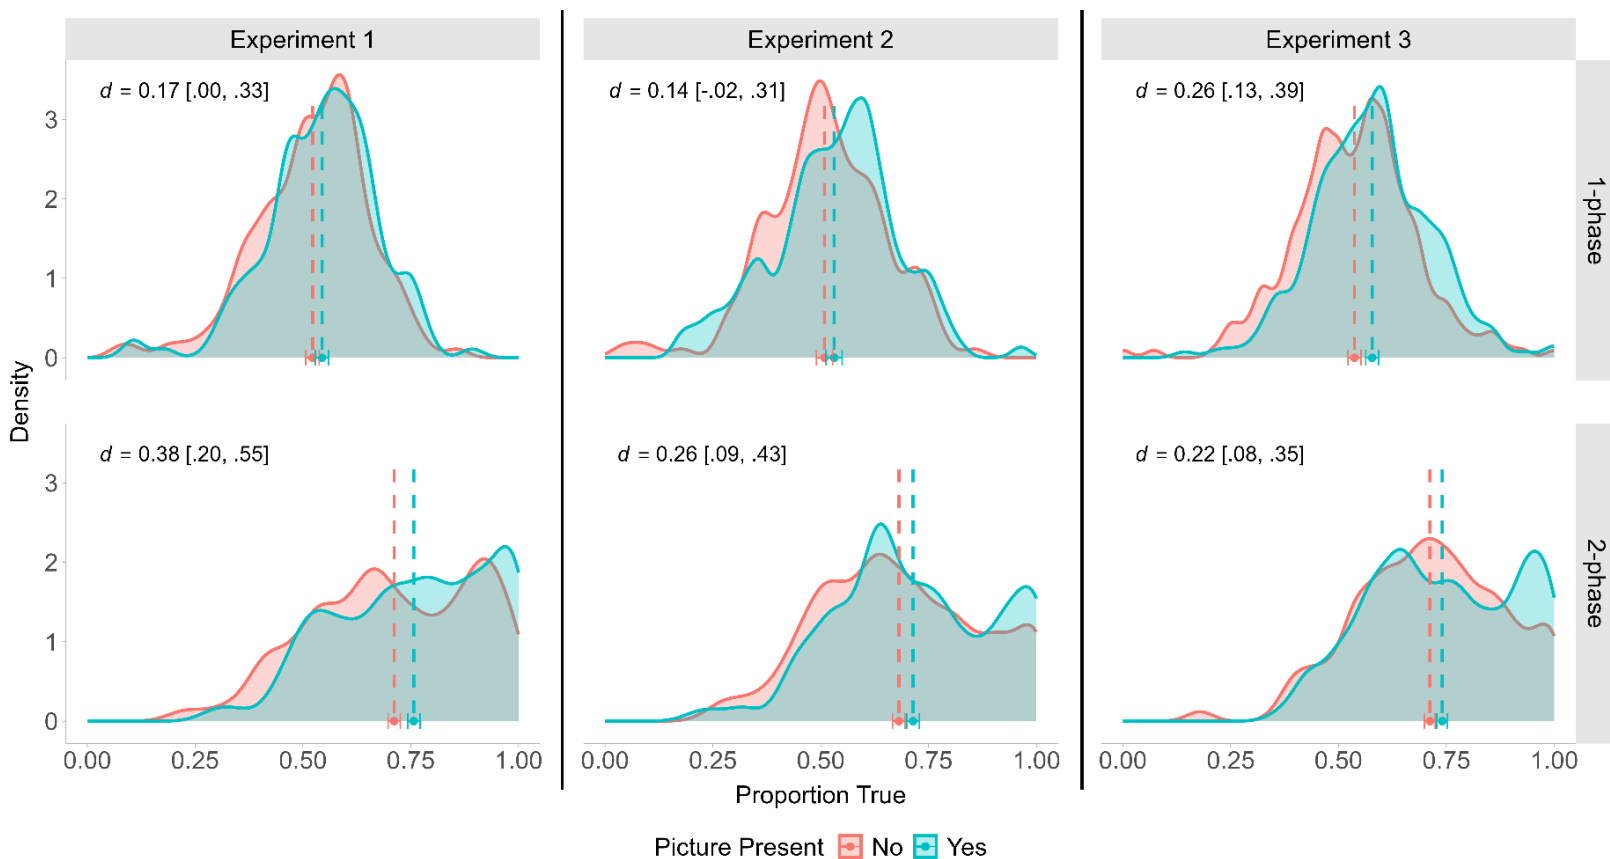 Experiment 1
Experiment 2
Experiment 3
d = 0.17 [.00, .33]
d = 0.14 [-.02, .31]
d = 0.26 [.13, .39]
3
2
1
0
1-phase
Density
d = 0.38 [.20, .55]
d = 0.26 [.09, .43]
d = 0.22 [.08, .35]
3
2
1
0
2-phase
0.00 0.25 0.50 0.75 1.00
0.00 0.25 0.50 0.75 1.00
0.00 0.25 0.50 0.75 1.00
Proportion True
Picture Present No Yes